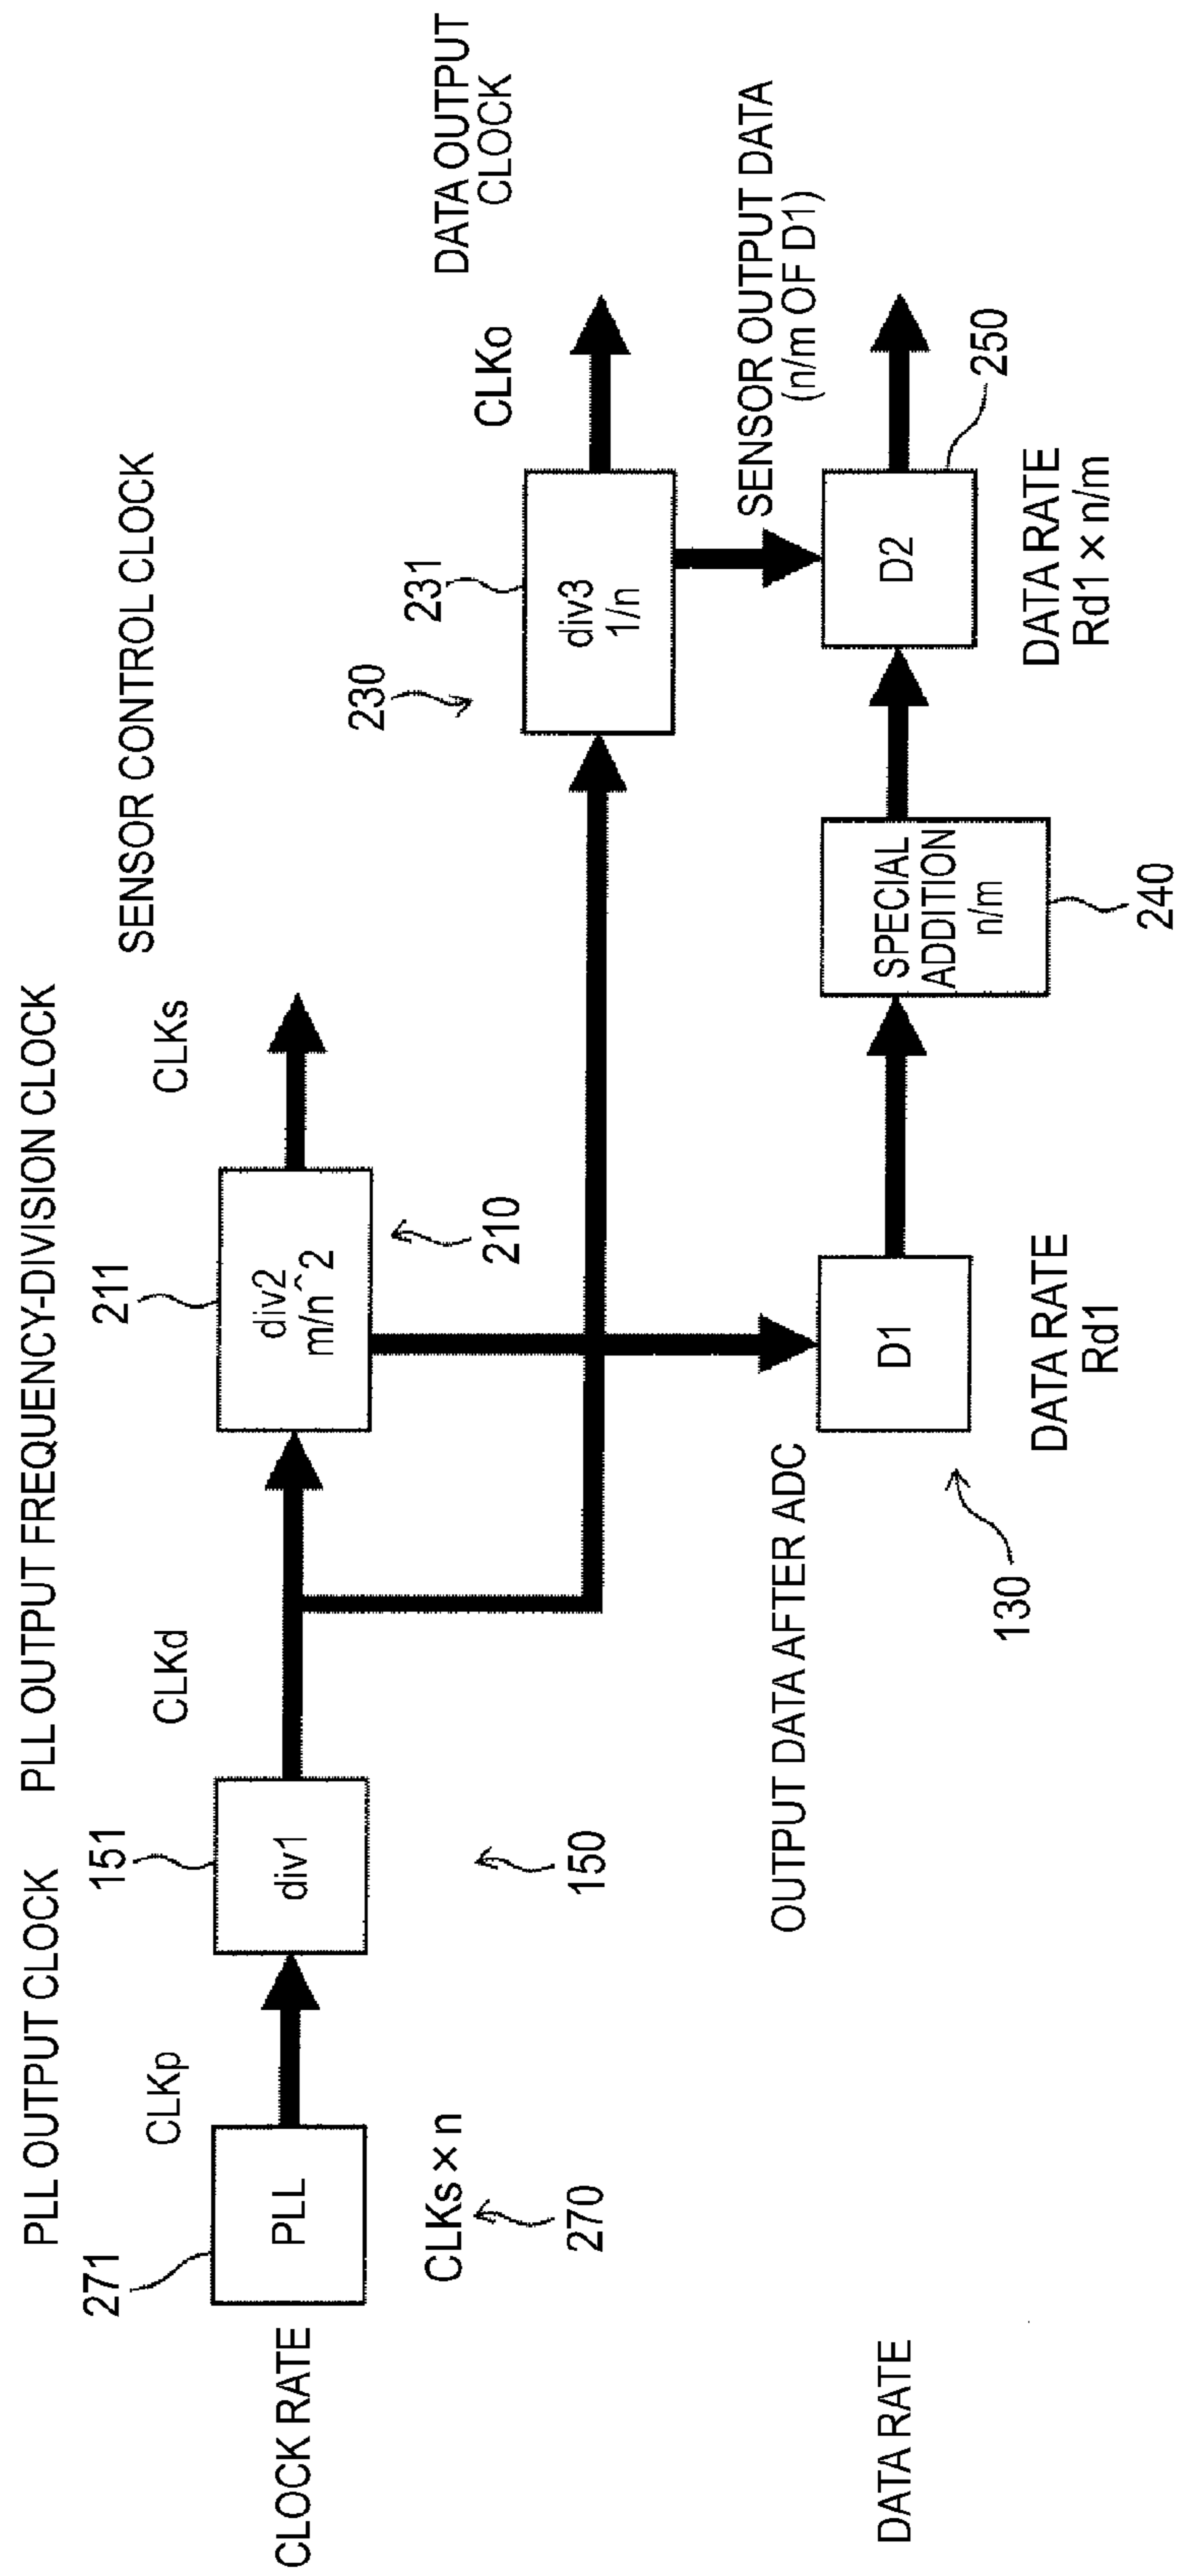 PLL OUTPUT CLOCK
PLL OUTPUT FREQUENCY-DIVISION CLOCK
SENSOR CONTROL CLOCK
271
CLKp
151
CLKd
211
CLKs
CLOCK RATE
PLL
div1
div2
m/n^2
CLKs × n
270
150
210
230
231
CLKo
DATA OUTPUT
CLOCK
div3
1/n
OUTPUT DATA AFTER ADC
SENSOR OUTPUT DATA
(n/m OF D1)
DATA RATE
D1
SPECIAL
ADDITION
n/m
D2
130
250
DATA RATE
Rd1
240
DATA RATE
Rd1 × n/m